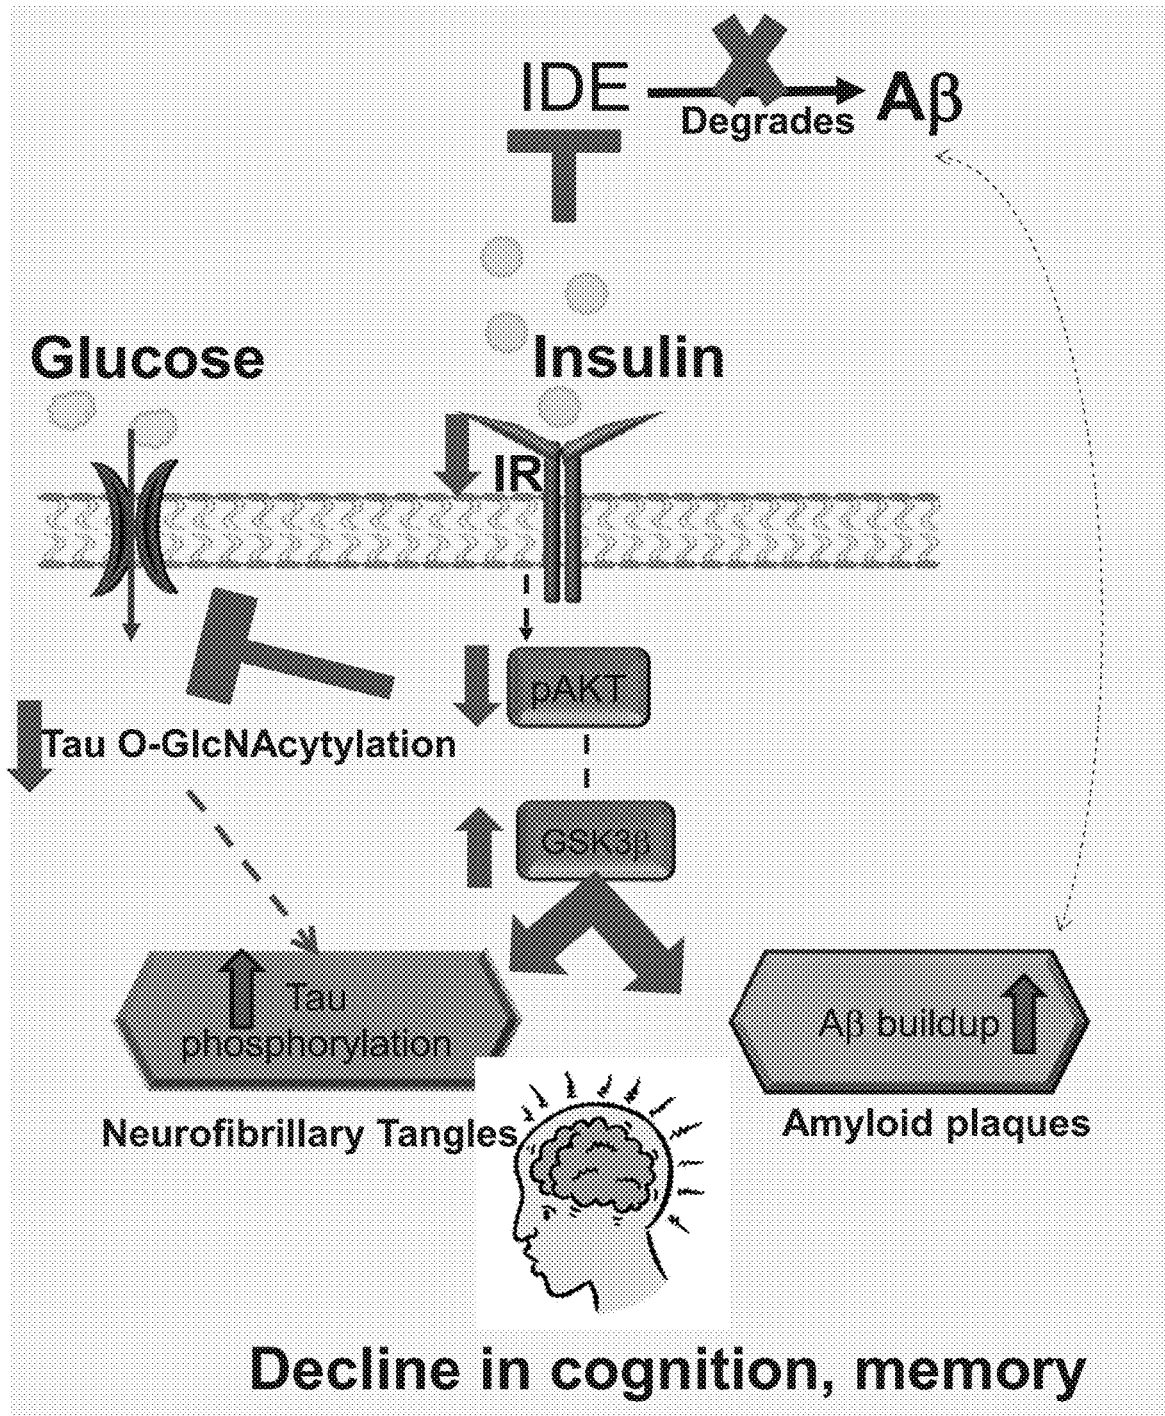 IDE
Degrades
Aβ
Glucose
Insulin
IR
pAKT
Tau O-GlcNAcytylation
GSK3β
Tau
phosphorylation
Aβ buildup
Neurofibrillary Tangles
Amyloid plaques
Decline in cognition, memory